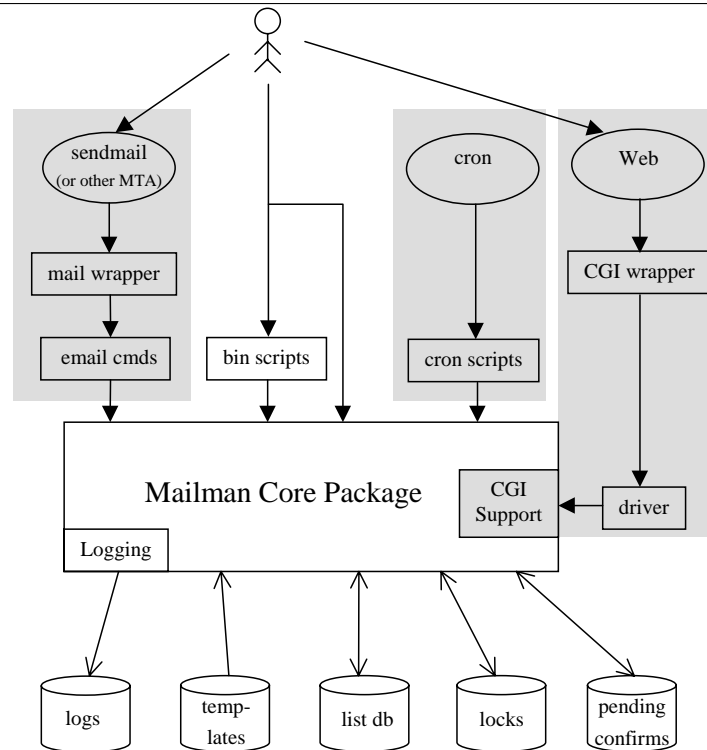 sendmail
(or other MTA)
cron
Web
mail wrapper
CGI wrapper
email cmds
bin scripts
cron scripts
Mailman Core Package
CGI
Support
driver
Logging
logs
temp-
lates
list db
locks
pending
confirms